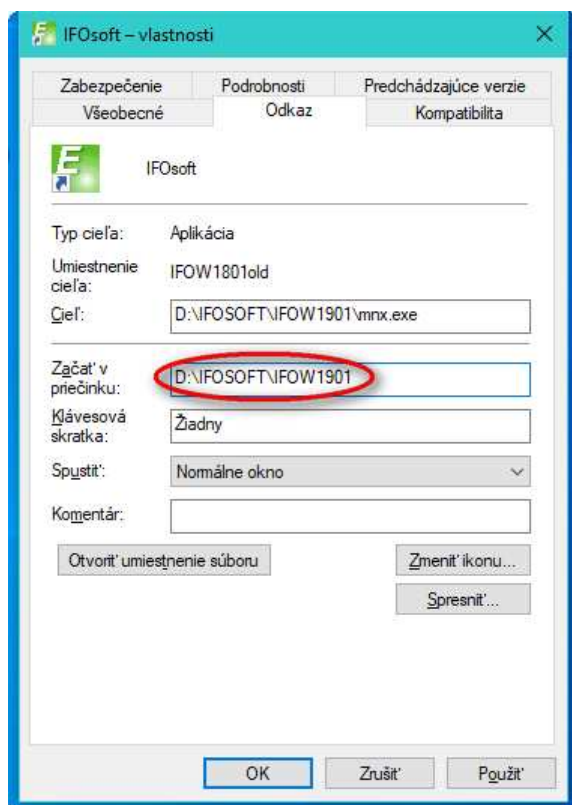 IFOsoft – vlastnosti
Zabezpečenie Podrobnosti Predchádzajúce verzie
Všeobecné Odkaz Kompatibilita
IFOsoft
Typ cieľa: Aplikácia
Umiestnenie cieľa: IFOW1801old
Cieľ: D:\IFOSOFT\IFOW1901\mnx.exe
Začať v priečinku: D:\IFOSOFT\IFOW1901
Klávesová skratka: Žiadny
Spustiť: Normálne okno
Komentár:
Otvoriť umiestnenie súboru Zmeniť ikonu...
Spresniť...
OK Zrušiť Použiť